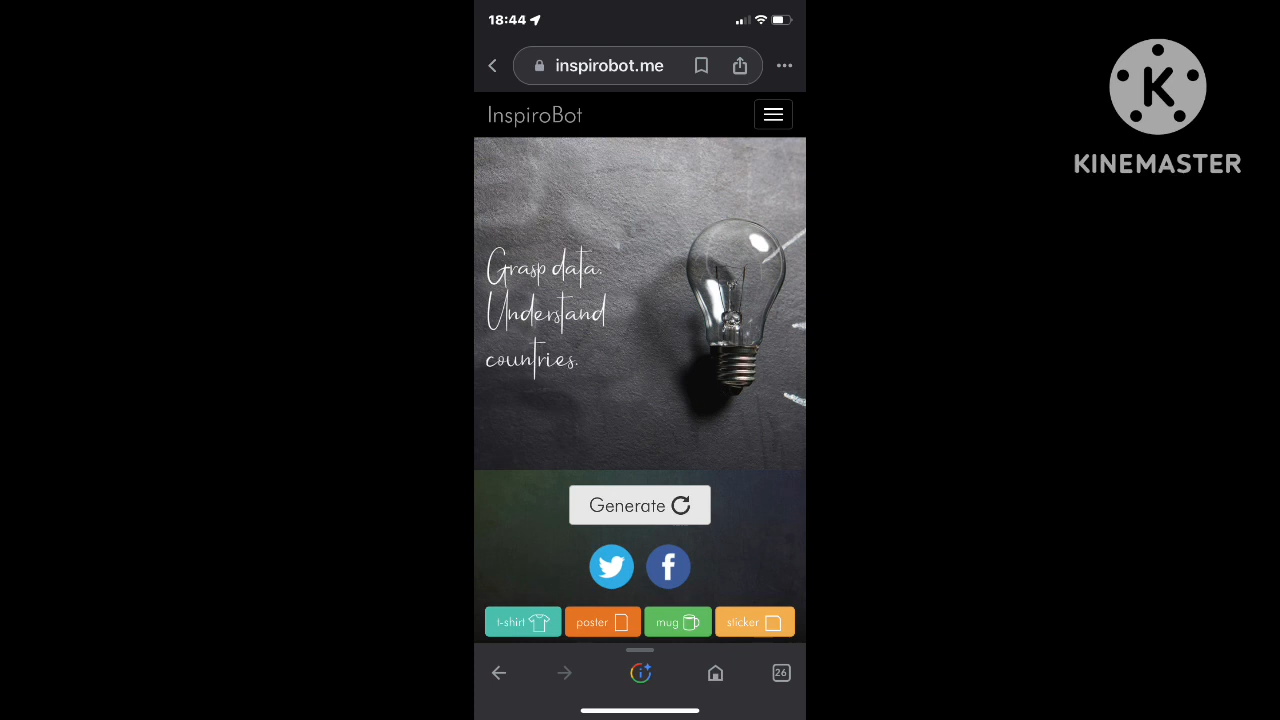 18:44
inspirobot.me
InspiroBot
Grasp data.
Understand
countries.
Generate
t-shirt
poster
mug
sticker
26
K
KINEMASTER